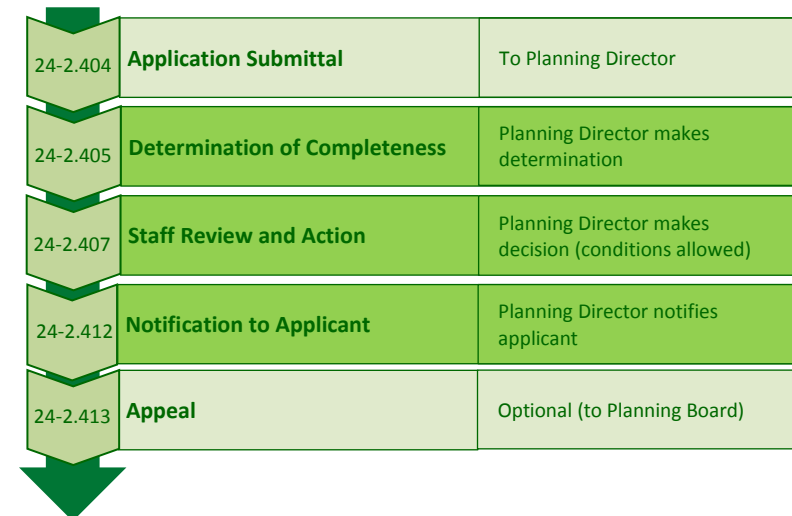 24-2.404 Application Submittal To Planning Director
24-2.405 Determination of Completeness Planning Director makes
determination
24-2.407 Staff Review and Action Planning Director makes
decision (conditions allowed)
24-2.412 Notification to Applicant Planning Director notifies
applicant
24-2.413 Appeal Optional (to Planning Board)